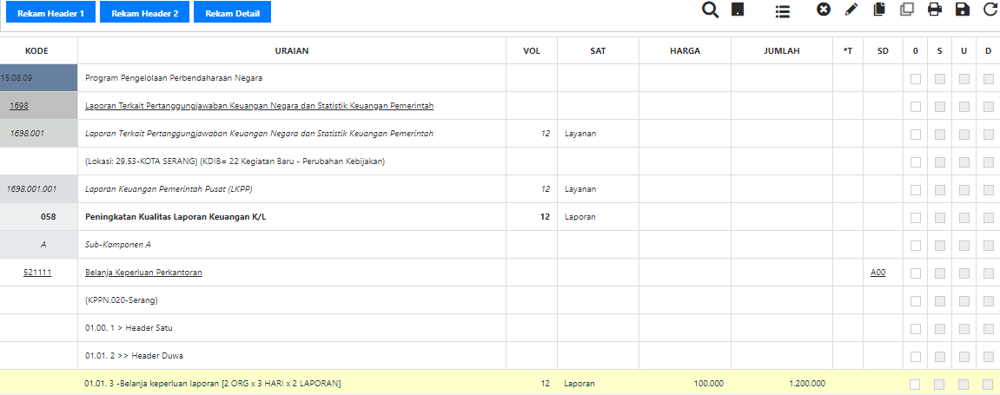 Rekam Header 1 Rekam Header 2 Rekam Detail
KODE URAIAN VOL SAT HARGA JUMLAH *T SD 0 S U D
15.08.09 Program Pengelolaan Perbendaharaan Negara
1698 Laporan Terkait Pertanggungjawaban Keuangan Negara dan Statistik Keuangan Pemerintah
1698.001 Laporan Terkait Pertanggungjawaban Keuangan Negara dan Statistik Keuangan Pemerintah 12 Layanan
(Lokasi: 29.53-KOTA SERANG) (KDIB= 22 Kegiatan Baru - Perubahan Kebijakan)
1698.001.001 Laporan Keuangan Pemerintah Pusat (LKPP) 12 Layanan
058 Peningkatan Kualitas Laporan Keuangan K/L 12 Laporan
A Sub-Komponen A
521111 Belanja Keperluan Perkantoran A00
(KPPN.020-Serang)
01.00. 1 > Header Satu
01.01. 2 >> Header Duwa
01.01. 3 -Belanja keperluan laporan [2 ORG x 3 HARI x 2 LAPORAN] 12 Laporan 100.000 1.200.000